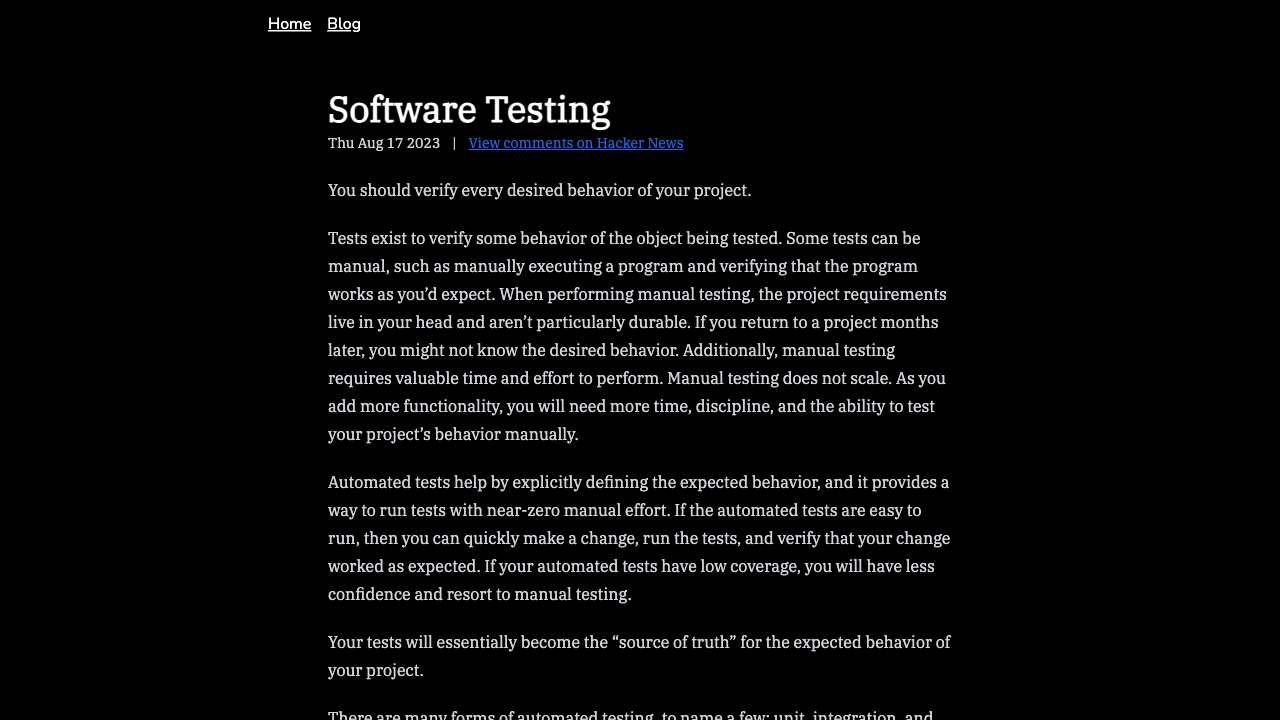 Home Blog
Software Testing
Thu Aug 17 2023 | View comments on Hacker News
You should verify every desired behavior of your project.
Tests exist to verify some behavior of the object being tested. Some tests can be
manual, such as manually executing a program and verifying that the program
works as you’d expect. When performing manual testing, the project requirements
live in your head and aren’t particularly durable. If you return to a project months
later, you might not know the desired behavior. Additionally, manual testing
requires valuable time and effort to perform. Manual testing does not scale. As you
add more functionality, you will need more time, discipline, and the ability to test
your project’s behavior manually.
Automated tests help by explicitly defining the expected behavior, and it provides a
way to run tests with near-zero manual effort. If the automated tests are easy to
run, then you can quickly make a change, run the tests, and verify that your change
worked as expected. If your automated tests have low coverage, you will have less
confidence and resort to manual testing.
Your tests will essentially become the “source of truth” for the expected behavior of
your project.
There are many forms of automated testing, to name a few: unit, integration, and